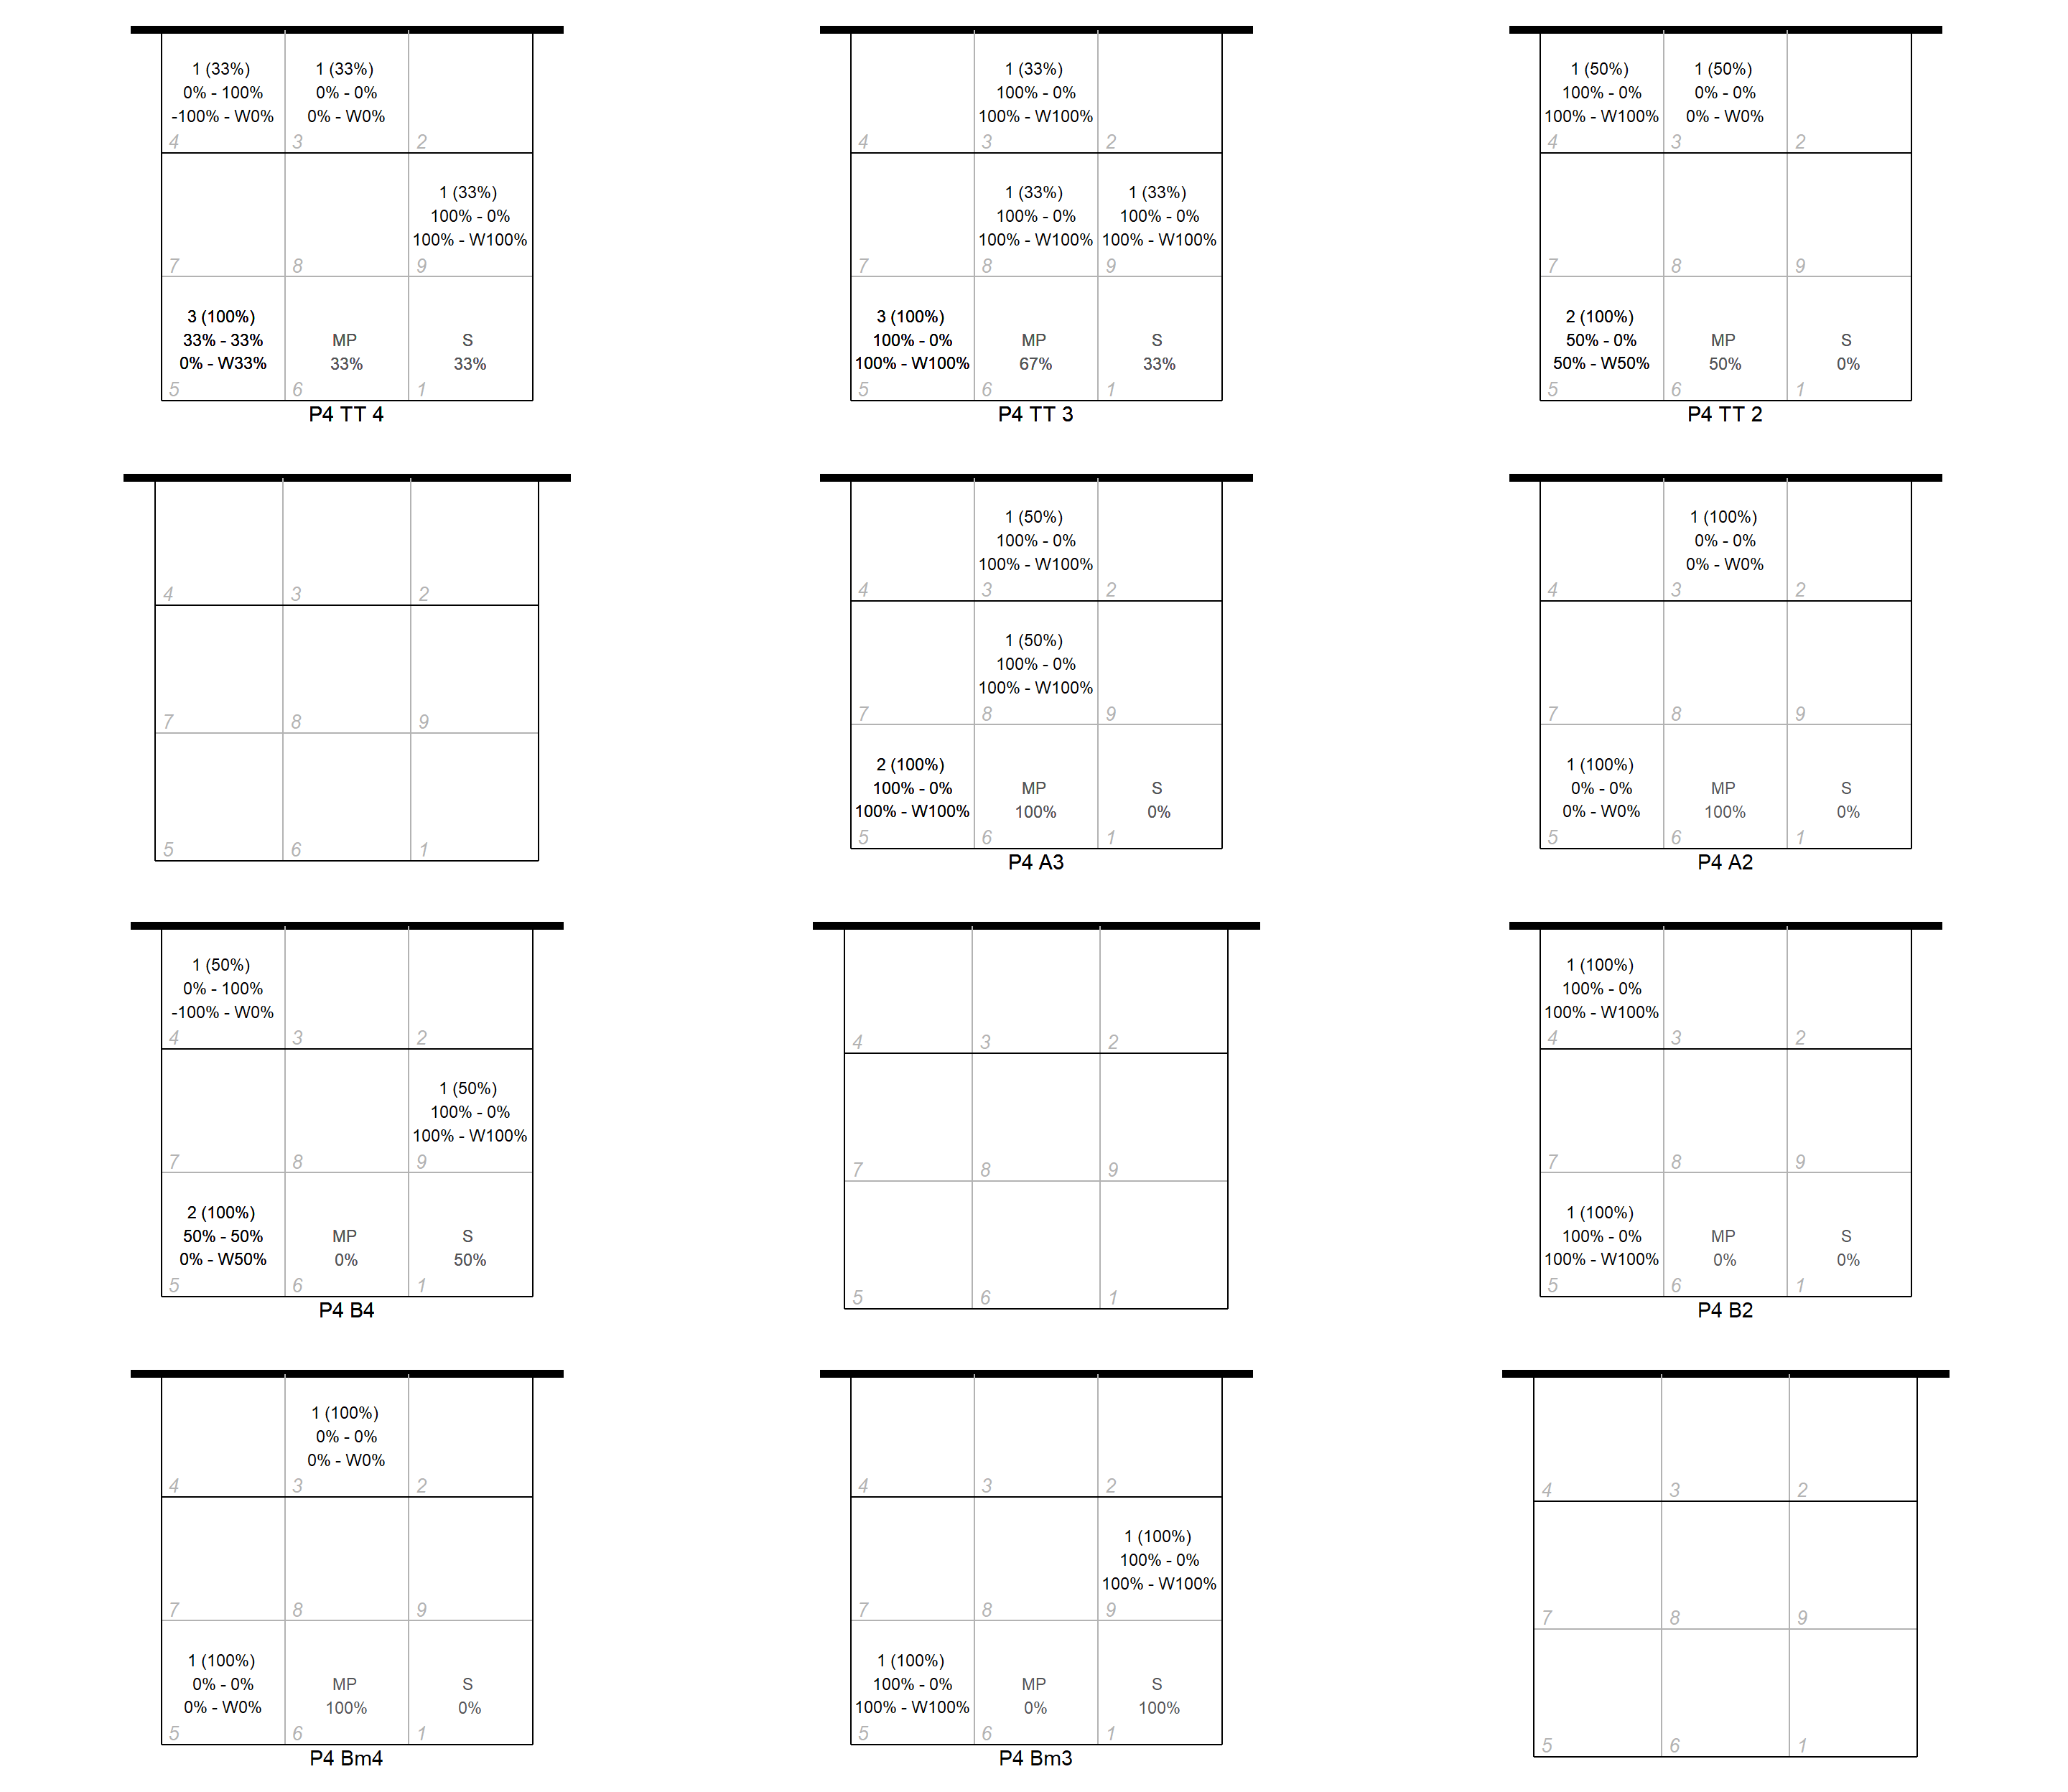 1 (33%)
0% - 100%
-100% - W0%
4
1 (33%)
0% - 0%
0% - W0%
3
2
7
8
1 (33%)
100% - 0%
100% - W100%
9
3 (100%)
33% - 33%
0% - W33%
5
MP
33%
6
S
33%
1
P4 TT 4
4
1 (33%)
100% - 0%
100% - W100%
3
2
7
1 (33%)
100% - 0%
100% - W100%
8
1 (33%)
100% - 0%
100% - W100%
9
3 (100%)
100% - 0%
100% - W100%
5
MP
67%
6
S
33%
1
P4 TT 3
1 (50%)
100% - 0%
100% - W100%
4
1 (50%)
0% - 0%
0% - W0%
3
2
7
8
9
2 (100%)
50% - 0%
50% - W50%
5
MP
50%
6
S
0%
1
P4 TT 2
4
3
2
7
8
9
5
6
1
4
1 (50%)
100% - 0%
100% - W100%
3
2
7
1 (50%)
100% - 0%
100% - W100%
8
9
2 (100%)
100% - 0%
100% - W100%
5
MP
100%
6
S
0%
1
P4 A3
4
1 (100%)
0% - 0%
0% - W0%
3
2
7
8
9
1 (100%)
0% - 0%
0% - W0%
5
MP
100%
6
S
0%
1
P4 A2
1 (50%)
0% - 100%
-100% - W0%
4
3
2
7
8
1 (50%)
100% - 0%
100% - W100%
9
2 (100%)
50% - 50%
0% - W50%
5
MP
0%
6
S
50%
1
P4 B4
4
3
2
7
8
9
5
6
1
1 (100%)
100% - 0%
100% - W100%
4
3
2
7
8
9
1 (100%)
100% - 0%
100% - W100%
5
MP
0%
6
S
0%
1
P4 B2
4
1 (100%)
0% - 0%
0% - W0%
3
2
7
8
9
1 (100%)
0% - 0%
0% - W0%
5
MP
100%
6
S
0%
1
P4 Bm4
4
3
2
7
8
1 (100%)
100% - 0%
100% - W100%
9
1 (100%)
100% - 0%
100% - W100%
5
MP
0%
6
S
100%
1
P4 Bm3
4
3
2
7
8
9
5
6
1